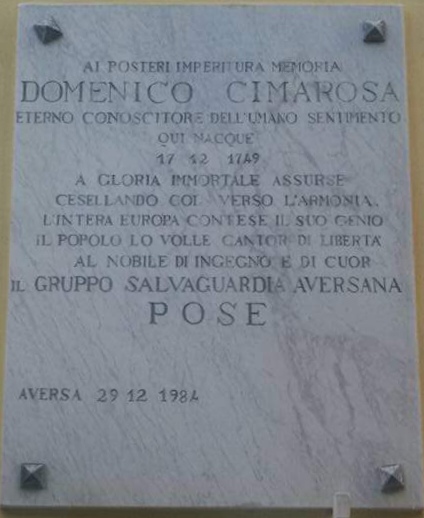 AI POSTERI IMPERITURA MEMORIA
DOMENICO CIMAROSA
ETERNO CONOSCITORE DELL'UMANO SENTIMENTO
QUI NACQUE
17 12 1749
A GLORIA IMMORTALE ASSURSE
CESELLANDO COL VERSO L'ARMONIA
L'INTERA EUROPA CONTESE IL SUO GENIO
IL POPOLO LO VOLLE CANTOR DI LIBERTA'
AL NOBILE DI INGEGNO E DI CUOR
IL GRUPPO SALVAGUARDIA AVERSANA
POSE
AVERSA 29 12 1984